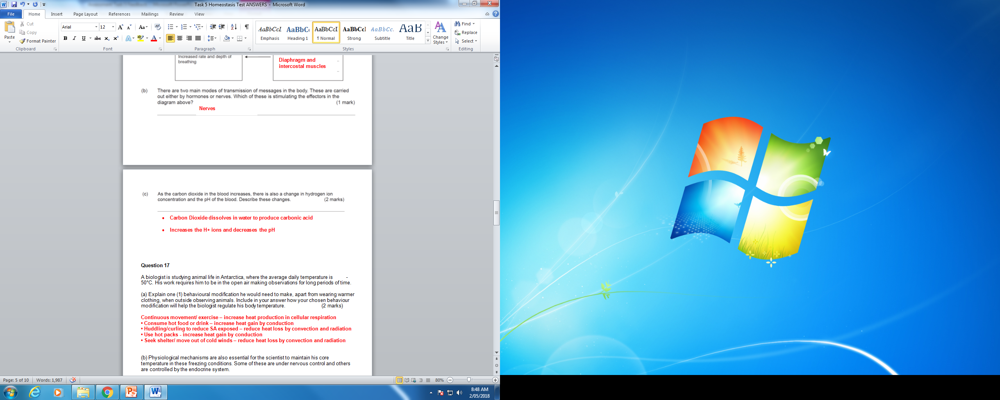 Task 5 Homeostasis Test ANSWERS - Microsoft Word
File Home Insert Page Layout References Mailings Review View
Paste
Cut
Copy
Format Painter
Clipboard
Arial 12
Font
Paragraph
AaBbCcL AaBbCc AaBbCcI AaBbCcI AaBbCc. AaB
Emphasis Heading 1 ¶ Normal Strong Subtitle Title
Change
Styles
Styles
Find
Replace
Select
Editing
Increased rate and depth of
breathing
Diaphragm and
intercostal muscles
(b) There are two main modes of transmission of messages in the body. These are carried
out either by hormones or nerves. Which of these is stimulating the effectors in the
diagram above? (1 mark)
Nerves
(c) As the carbon dioxide in the blood increases, there is also a change in hydrogen ion
concentration and the pH of the blood. Describe these changes. (2 marks)
• Carbon Dioxide dissolves in water to produce carbonic acid
• Increases the H+ ions and decreases the pH
Question 17
A biologist is studying animal life in Antarctica, where the average daily temperature is -
50°C. His work requires him to be in the open air making observations for long periods of time.
(a) Explain one (1) behavioural modification he would need to make, apart from wearing warmer
clothing, when outside observing animals. Include in your answer how your chosen behaviour
modification will help the biologist regulate his body temperature. (2 marks)
Continuous movement/ exercise – increase heat production in cellular respiration
• Consume hot food or drink – increase heat gain by conduction
• Huddling/curling to reduce SA exposed – reduce heat loss by convection and radiation
• Use hot packs - increase heat gain by conduction
• Seek shelter/ move out of cold winds – reduce heat loss by convection and radiation
(b) Physiological mechanisms are also essential for the scientist to maintain his core
temperature in these freezing conditions. Some of these are under nervous control and others
are controlled by the endocrine system.
Page: 5 of 10 Words: 1,987
80%
8:48 AM
2/05/2018